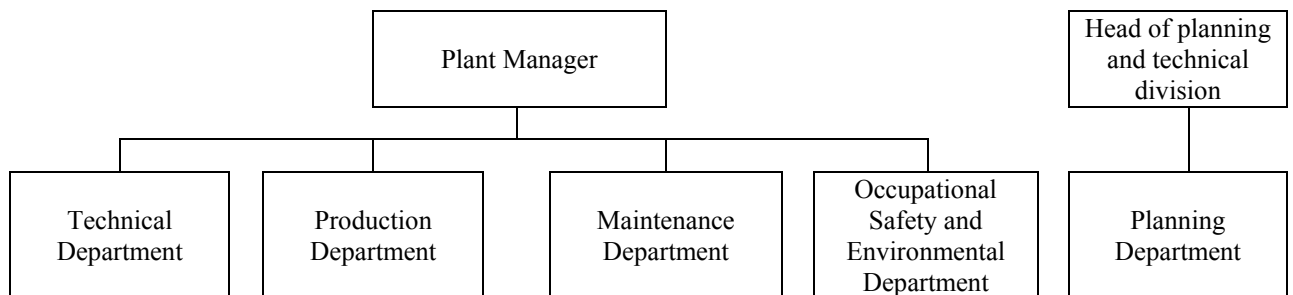 Plant Manager
Head of planning
and technical
division
Technical
Department
Production
Department
Maintenance
Department
Occupational
Safety and
Environmental
Department
Planning
Department